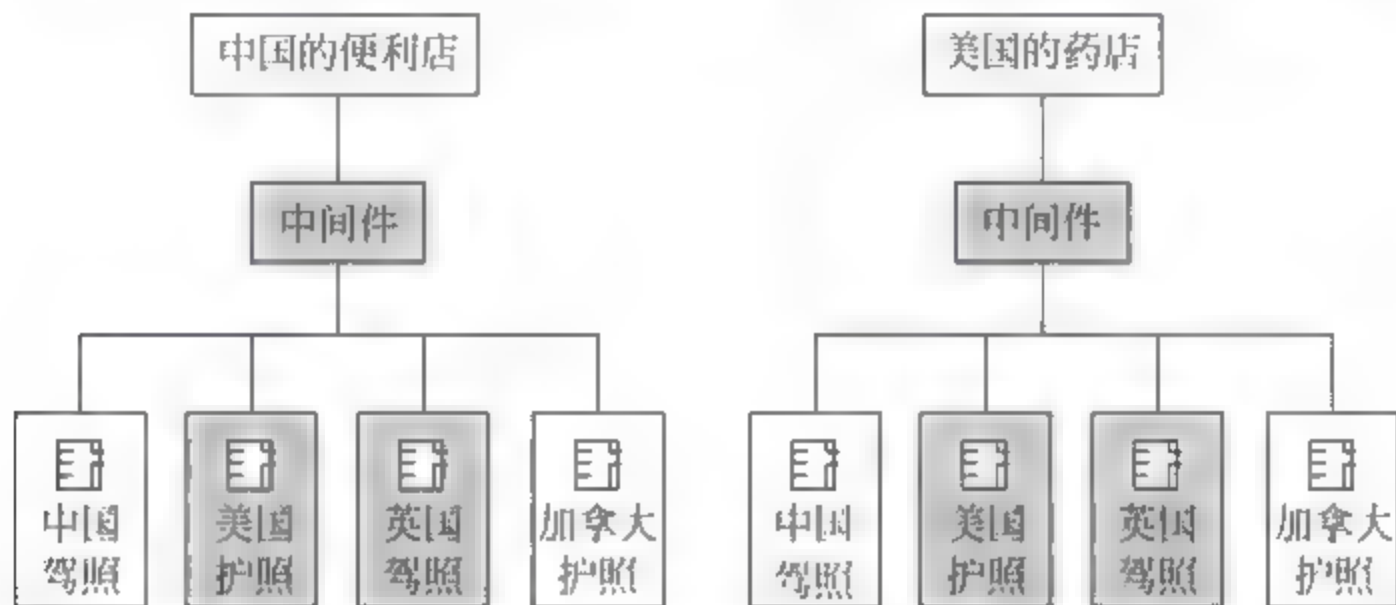 中国的便利店
美国的药店
中间件
中间件
中国
驾照
美国
护照
英国
驾照
加拿大
护照
中国
驾照
美国
护照
英国
驾照
加拿大
护照